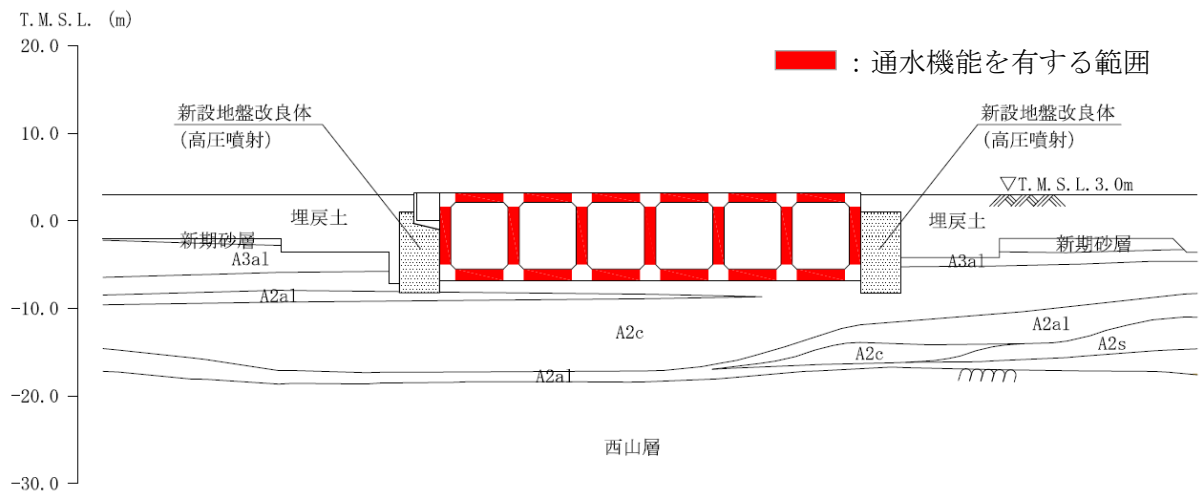 T.M.S.L. (m)
20.0
：通水機能を有する範囲
新設地盤改良体
(高圧噴射)
新設地盤改良体
(高圧噴射)
10.0
▽T.M.S.L.3.0m
0.0
埋戻土
埋戻土
新期砂層
新期砂層
A3al
A3al
A2al
-10.0
A2c
A2al
A2s
A2c
A2al
-20.0
西山層
-30.0